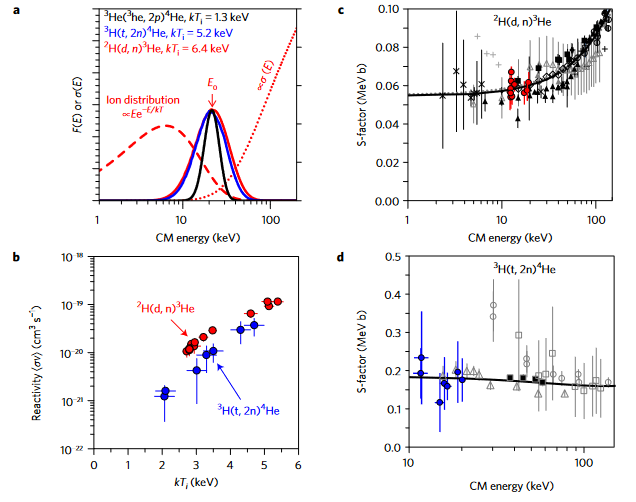 a
³He(³he, 2p)⁴He, kTᵢ = 1.3 keV
³H(t, 2n)⁴He, kTᵢ = 5.2 keV
²H(d, n)³He, kTᵢ = 6.4 keV
E₀
Ion distribution
∝Ee⁻ᴱ/ᵏᵀ
∝σ(E)
F(E) or σ(E)
1 10 100
CM energy (keV)
c
²H(d, n)³He
S-factor (MeV b)
0.10
0.08
0.06
0.04
0.02
0.00
1 10 100
CM energy (keV)
b
Reactivity ⟨σv⟩ (cm³ s⁻¹)
10⁻¹⁸
10⁻¹⁹
10⁻²⁰
10⁻²¹
10⁻²²
²H(d, n)³He
³H(t, 2n)⁴He
0 1 2 3 4 5 6
kTᵢ (keV)
d
³H(t, 2n)⁴He
S-factor (MeV b)
0.5
0.4
0.3
0.2
0.1
0.0
10 100
CM energy (keV)